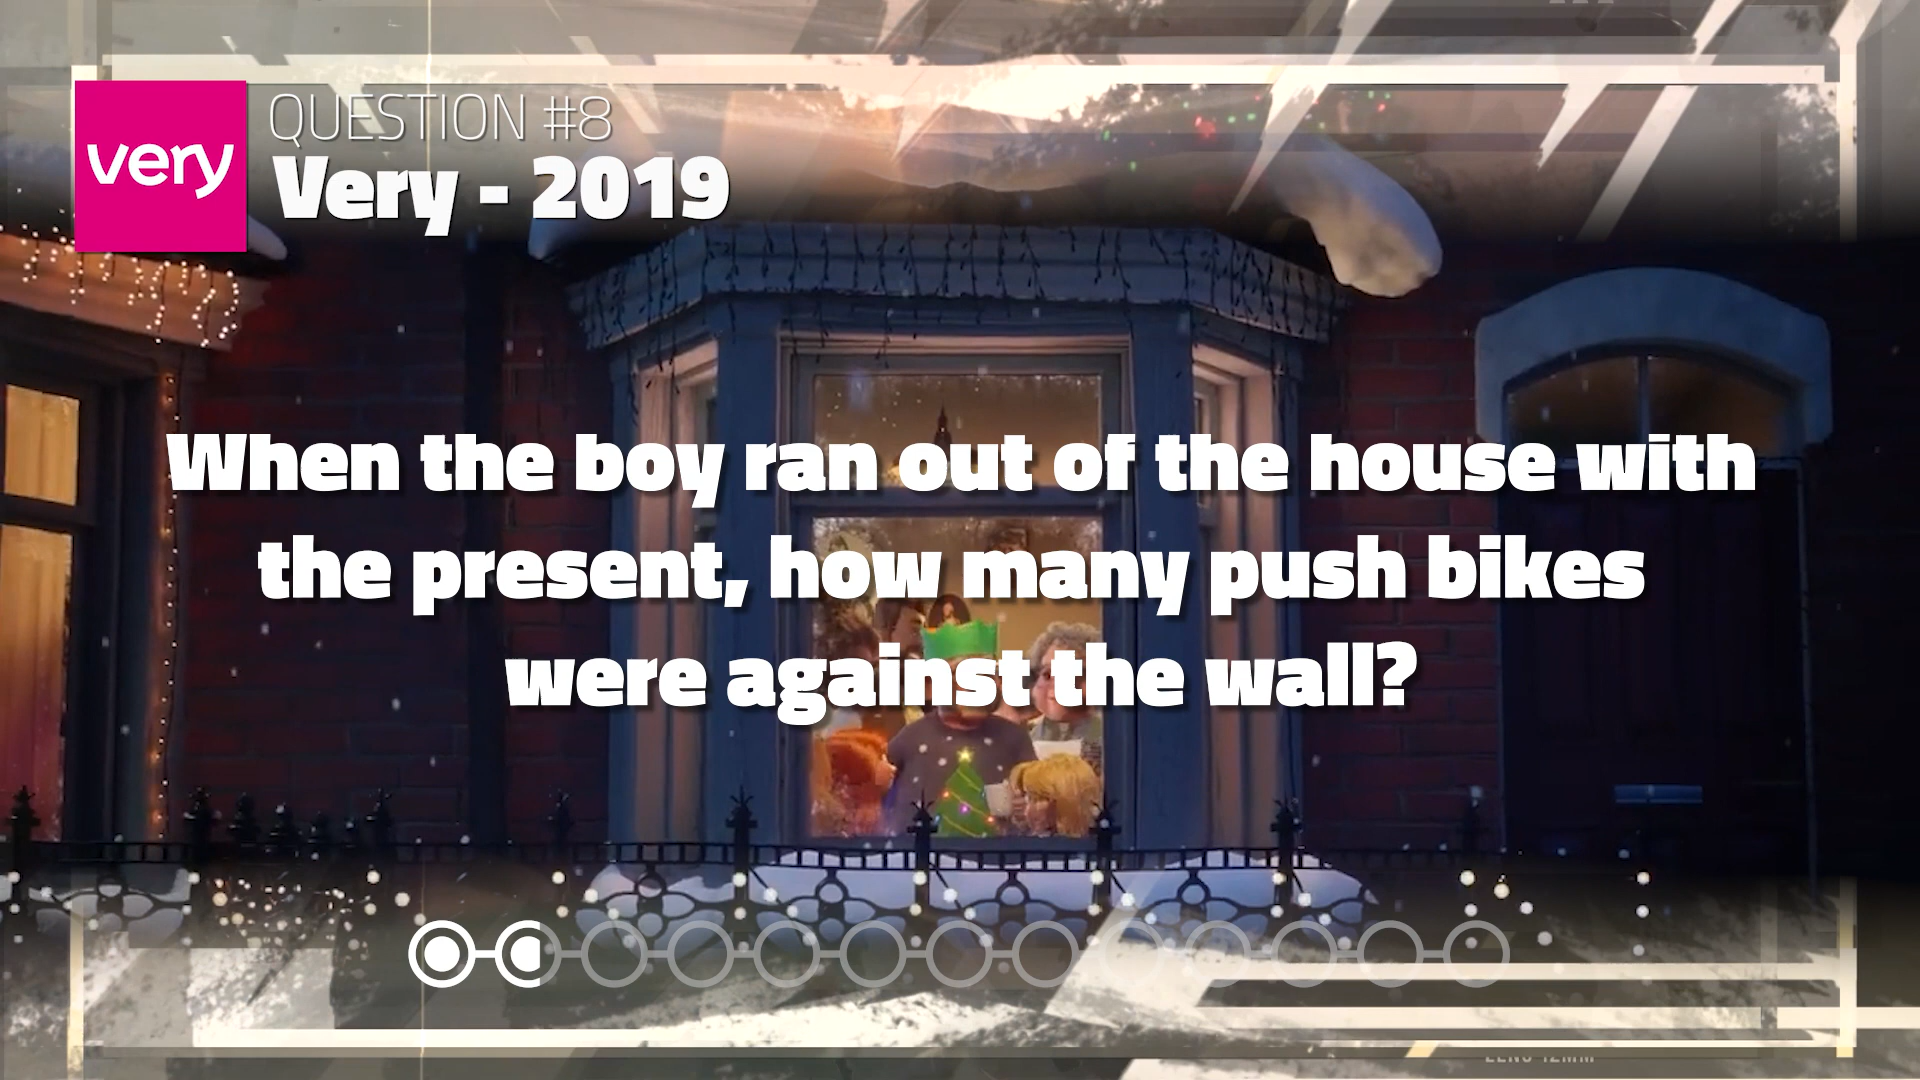 very
QUESTION #8
Very - 2019
When the boy ran out of the house with
the present, how many push bikes
were against the wall?